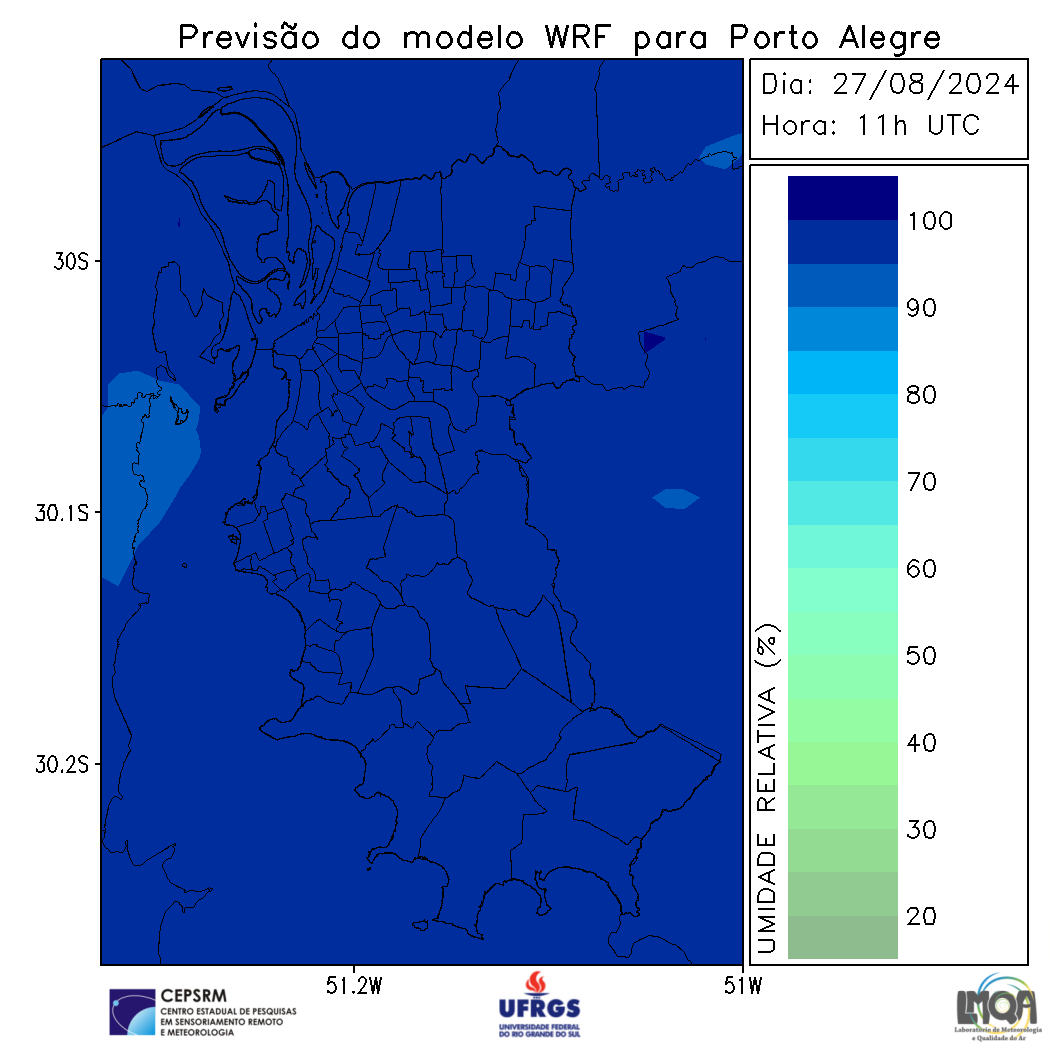 Previsão do modelo WRF para Porto Alegre
Dia: 27/08/2024
Hora: 11h UTC
30S
30.1S
30.2S
51.2W
51W
UMIDADE RELATIVA (%)
100
90
80
70
60
50
40
30
20
CEPSRM
CENTRO ESTADUAL DE PESQUISAS
EM SENSORIAMENTO REMOTO
E METEOROLOGIA
UFRGS
UNIVERSIDADE FEDERAL
DO RIO GRANDE DO SUL
LMQA
Laboratório de Meteorologia
e Qualidade do Ar